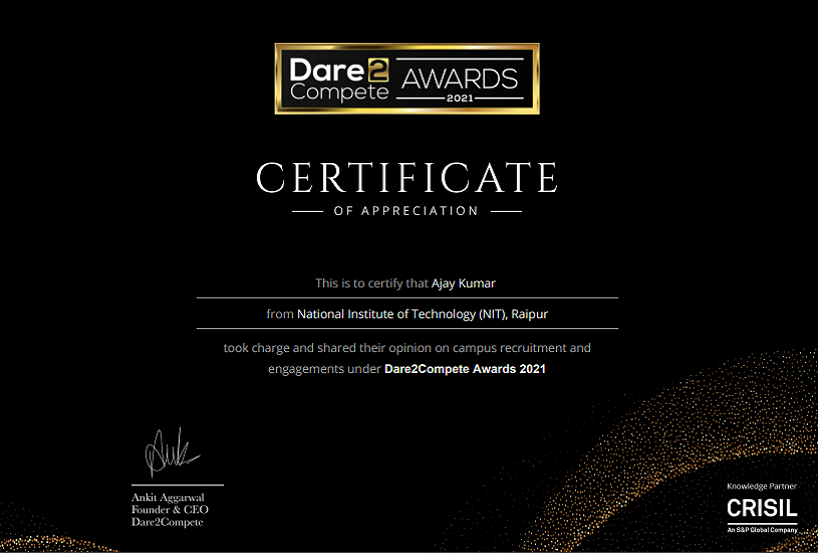 Dare2
Compete
AWARDS
2021
CERTIFICATE
OF APPRECIATION
This is to certify that Ajay Kumar
from National Institute of Technology (NIT), Raipur
took charge and shared their opinion on campus recruitment and
engagements under Dare2Compete Awards 2021
Ankit Aggarwal
Founder & CEO
Dare2Compete
Knowledge Partner
CRISIL
An S&P Global Company